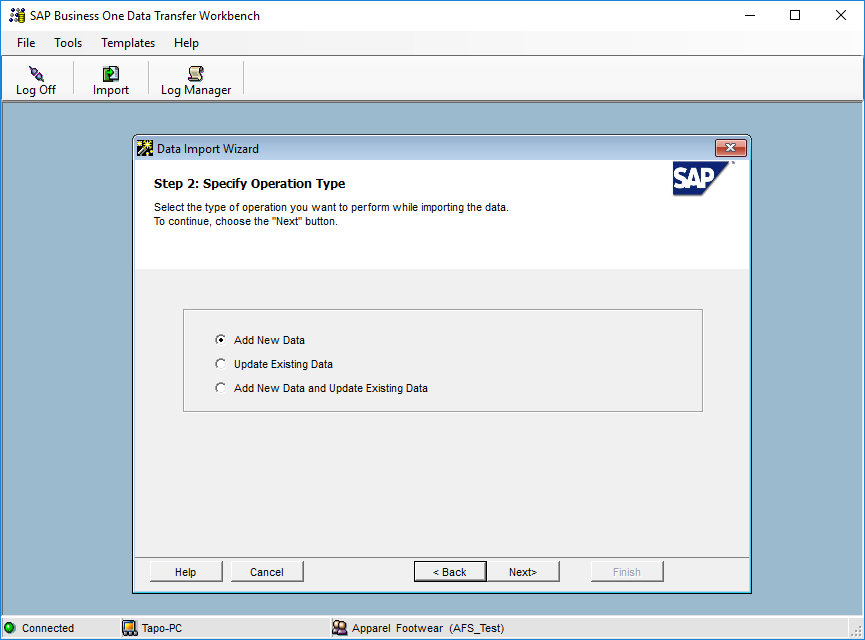 SAP Business One Data Transfer Workbench
File Tools Templates Help
Log Off Import Log Manager
Data Import Wizard
SAP
Step 2: Specify Operation Type
Select the type of operation you want to perform while importing the data.
To continue, choose the "Next" button.
Add New Data
Update Existing Data
Add New Data and Update Existing Data
Help Cancel < Back Next> Finish
Connected Tapo-PC Apparel Footwear (AFS_Test)